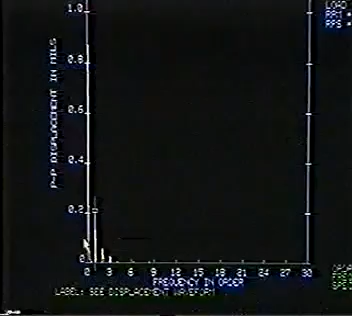 LOAD
RPM =
RPS =
P-P DISPLACEMENT IN MILS
1.0
0.8
0.6
0.4
0.2
0
0 3 6 9 12 15 18 21 24 27 30
FREQUENCY IN ORDER
LABEL: SEE DISPLACEMENT WAVEFORM